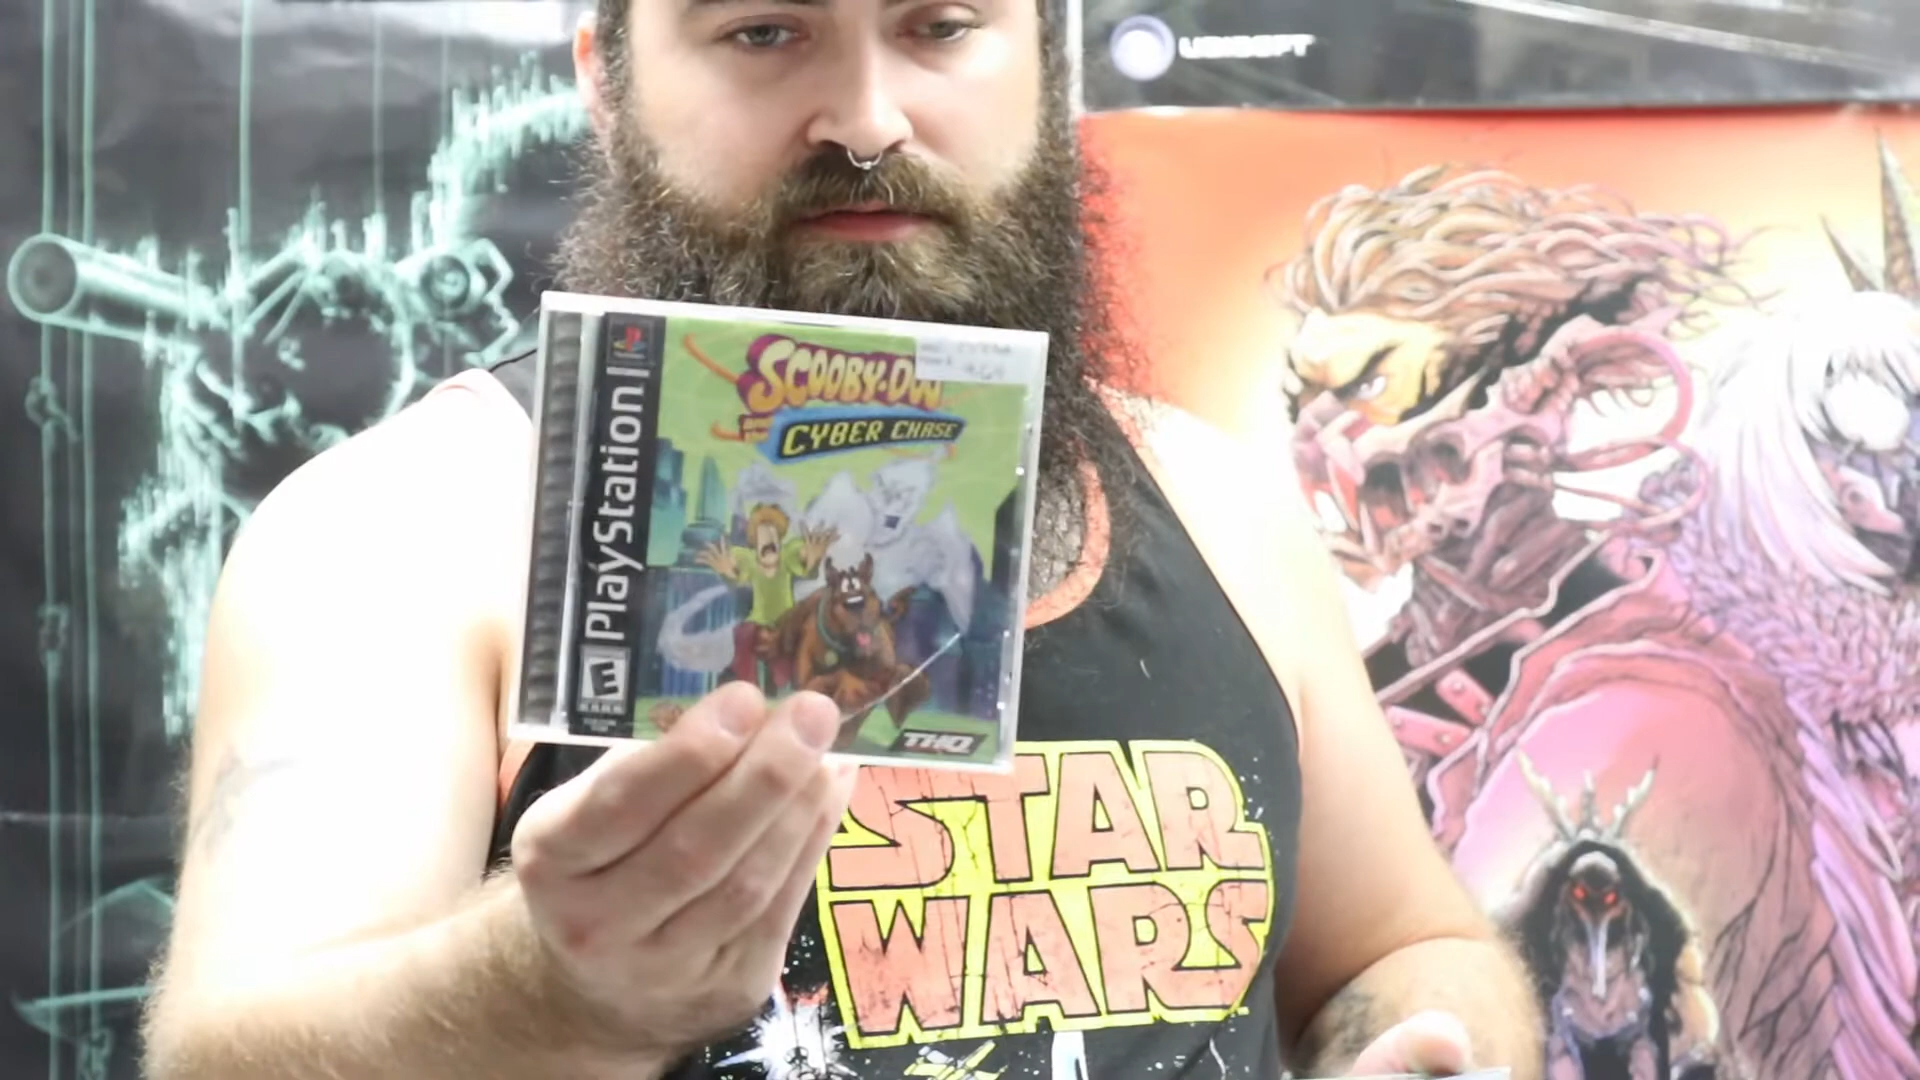 UBISOFT
PlayStation
SCOOBY-DOO
CYBER CHASE
E
THQ
STAR
WARS